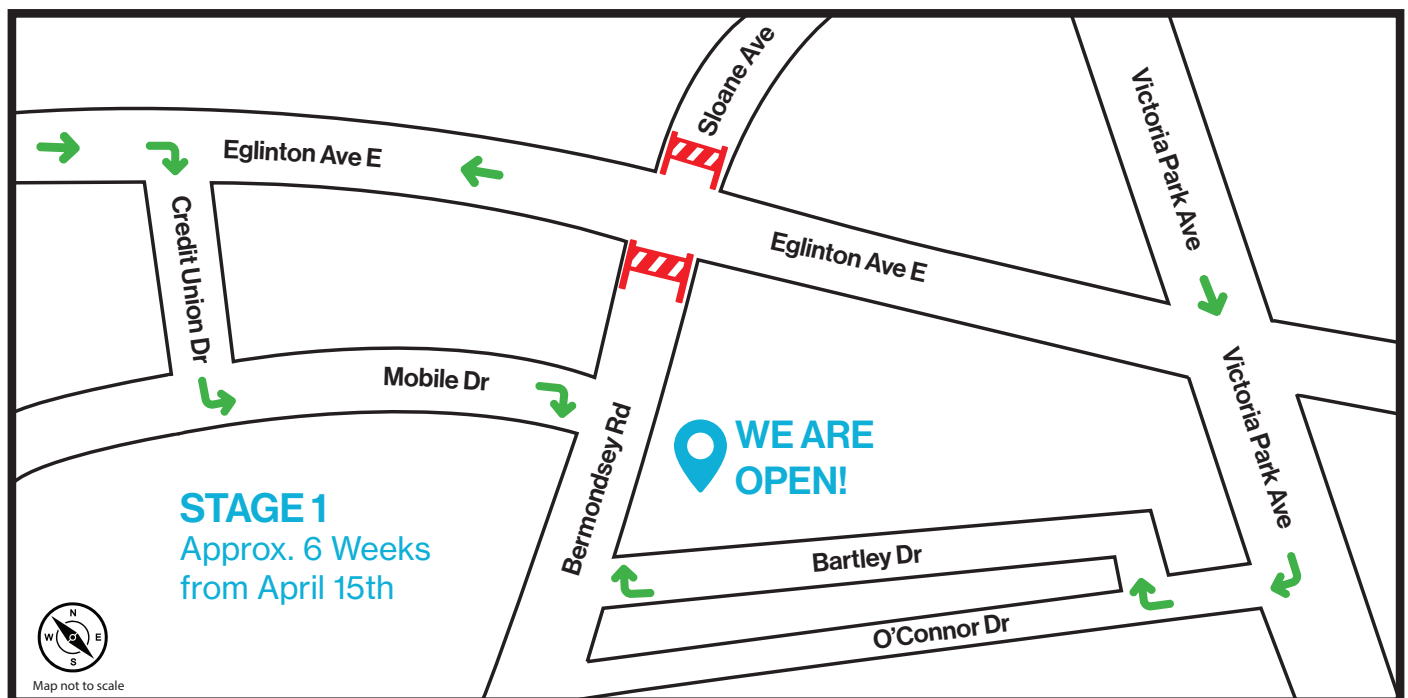 Sloane Ave
Victoria Park Ave
Eglinton Ave E
Credit Union Dr
Eglinton Ave E
Mobile Dr
Victoria Park Ave
Bermondsey Rd
WE ARE
OPEN!
STAGE 1
Approx. 6 Weeks
from April 15th
Bartley Dr
O'Connor Dr
N
W E
S
Map not to scale